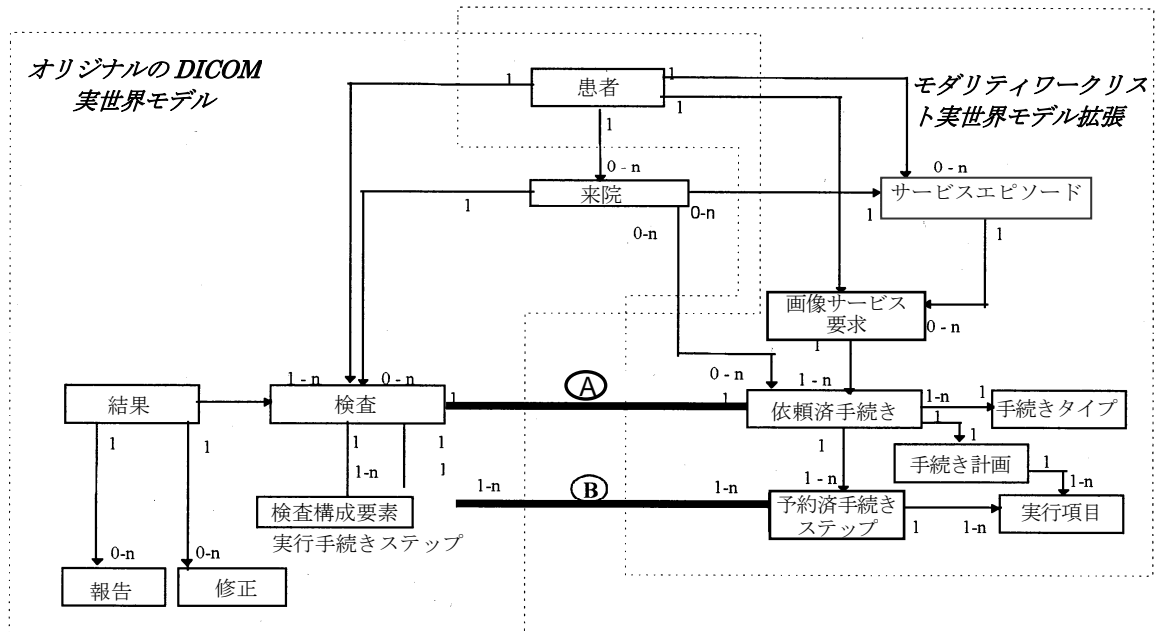 オリジナルの DICOM
実世界モデル
モダリティワークリス
ト実世界モデル拡張
1
患者
1
1
1
0 - n
0 - n
1
来院
0-n
0-n
1
サービスエピソード
1
画像サービス
要求
0 - n
1
1 - n
0 - n
0 - n
1 - n
結果
検査
1
A
1
依頼済手続き
1-n
1
手続きタイプ
1
1
1
1
1
1
1
手続き計画
1
1-n
1
1-n
1-n
B
1-n
1 - n
予約済手続き
ステップ
1
1-n
実行項目
検査構成要素
実行手続きステップ
0-n
0-n
報告
修正